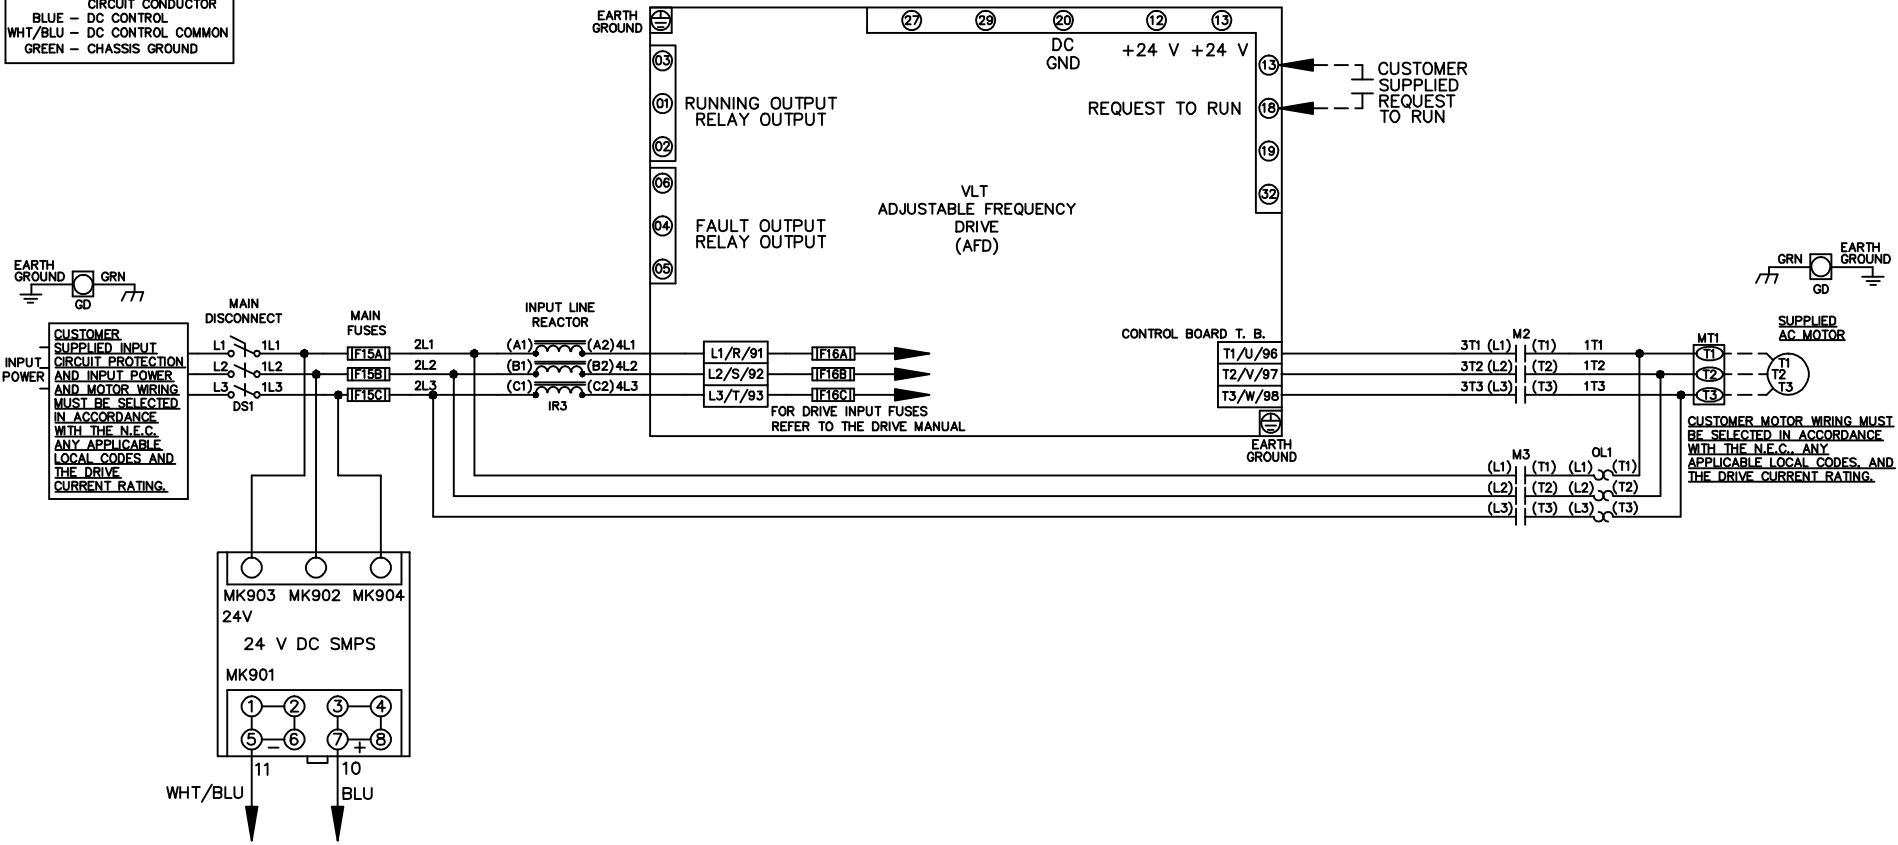 CIRCUIT CONDUCTOR
BLUE – DC CONTROL
WHT/BLU – DC CONTROL COMMON
GREEN – CHASSIS GROUND
EARTH
GROUND
27
29
20
12
13
DC
GND
+24 V
+24 V
03
01
02
RUNNING OUTPUT
RELAY OUTPUT
06
04
05
FAULT OUTPUT
RELAY OUTPUT
13
18
19
32
REQUEST TO RUN
CUSTOMER
SUPPLIED
REQUEST
TO RUN
VLT
ADJUSTABLE FREQUENCY
DRIVE
(AFD)
EARTH
GROUND
GRN
GD
INPUT
POWER
CUSTOMER
SUPPLIED INPUT
CIRCUIT PROTECTION
AND INPUT POWER
AND MOTOR WIRING
MUST BE SELECTED
IN ACCORDANCE
WITH THE N.E.C.
ANY APPLICABLE
LOCAL CODES AND
THE DRIVE
CURRENT RATING.
MAIN
DISCONNECT
L1 1L1
L2 1L2
L3 1L3
DS1
MAIN
FUSES
F15A
F15B
F15C
2L1
2L2
2L3
INPUT LINE
REACTOR
(A1) (A2) 4L1
(B1) (B2) 4L2
(C1) (C2) 4L3
IR3
L1/R/91
L2/S/92
L3/T/93
F16A
F16B
F16C
FOR DRIVE INPUT FUSES
REFER TO THE DRIVE MANUAL
CONTROL BOARD T. B.
T1/U/96
T2/V/97
T3/W/98
EARTH
GROUND
M2
3T1 (L1) (T1) 1T1
3T2 (L2) (T2) 1T2
3T3 (L3) (T3) 1T3
M3
OL1
(L1) (T1) (L1) (T1)
(L2) (T2) (L2) (T2)
(L3) (T3) (L3) (T3)
MT1
T1
T2
T3
GRN
GD
EARTH
GROUND
SUPPLIED
AC MOTOR
T1
T2
T3
CUSTOMER MOTOR WIRING MUST
BE SELECTED IN ACCORDANCE
WITH THE N.E.C., ANY
APPLICABLE LOCAL CODES, AND
THE DRIVE CURRENT RATING.
MK903 MK902 MK904
24V
24 V DC SMPS
MK901
1 2 3 4
5 – 6 7 + 8
11
10
WHT/BLU
BLU